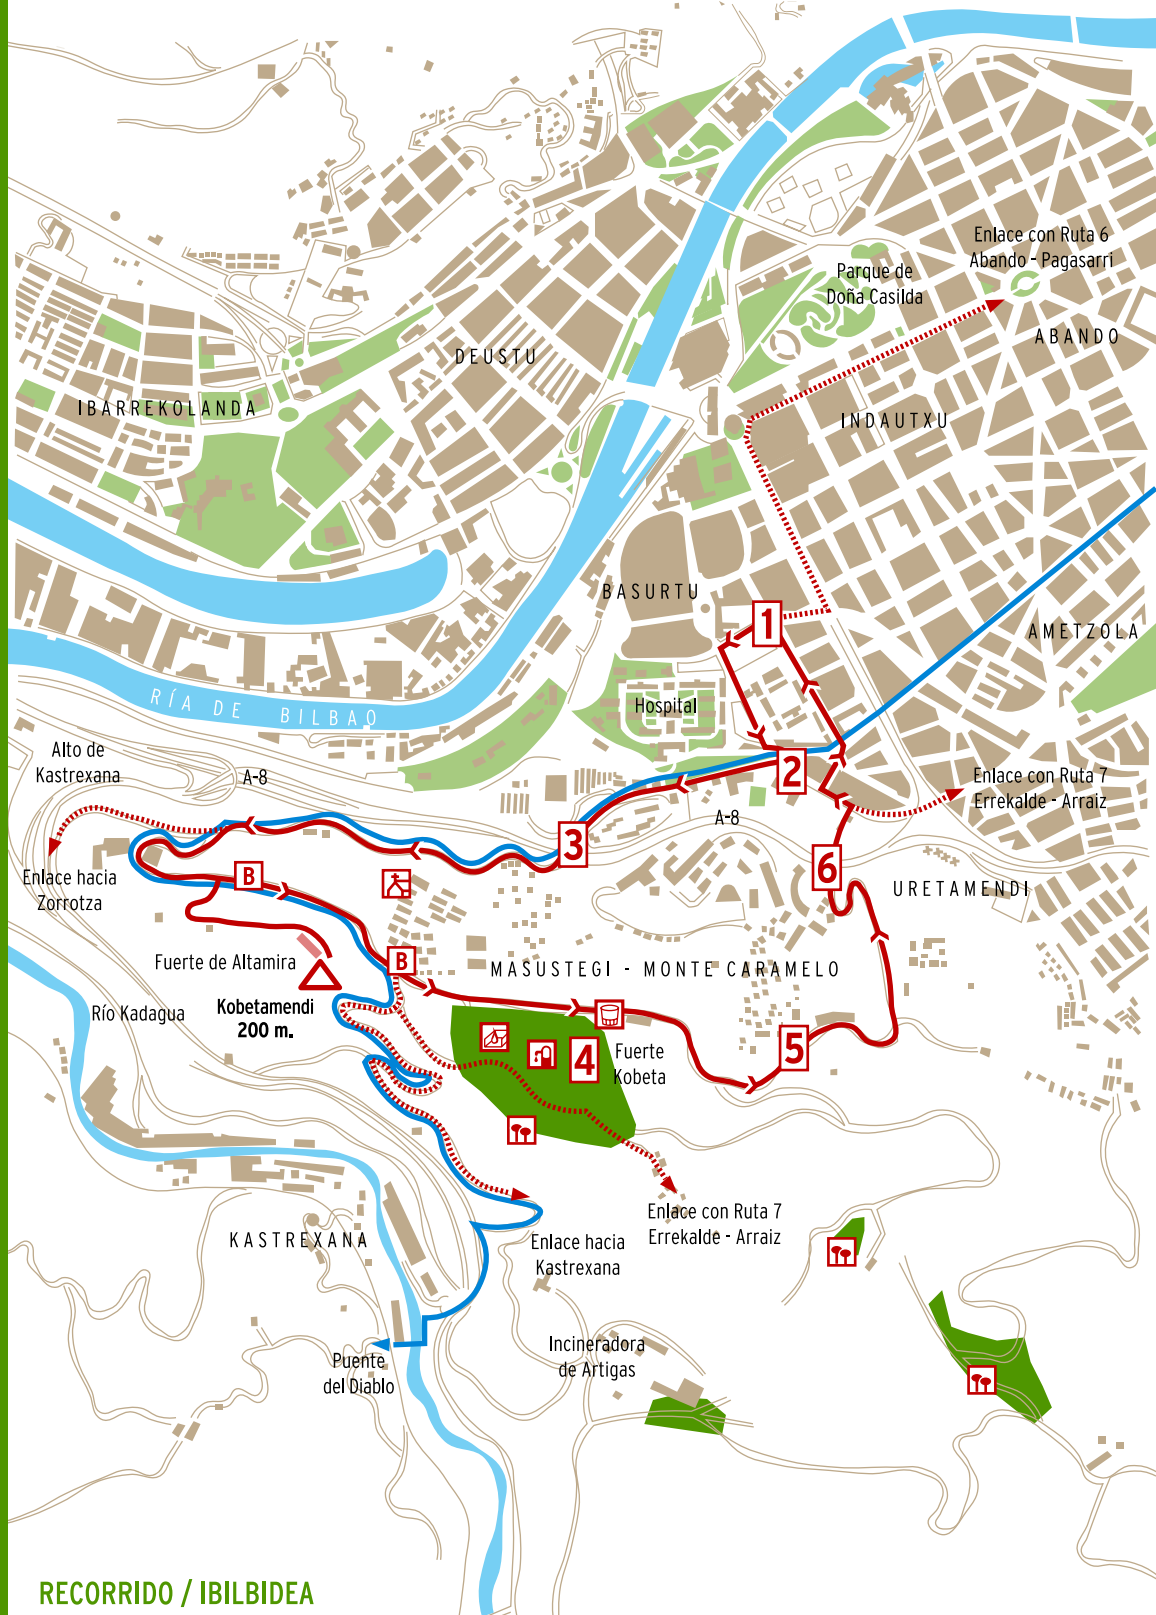 Enlace con Ruta 6
Abando - Pagasarri
Parque de
Doña Casilda
ABANDO
DEUSTU
IBARREKOLANDA
INDAUTXU
BASURTU
1
AMETZOLA
RÍA DE BILBAO
Hospital
Alto de
Kastrexana
A-8
2
Enlace con Ruta 7
Errekalde - Arraiz
A-8
3
6
Enlace hacia
Zorrotza
B
URETAMENDI
Fuerte de Altamira
B
MASUSTEGI - MONTE CARAMELO
Río Kadagua
Kobetamendi
200 m.
4
Fuerte
Kobeta
5
Enlace con Ruta 7
Errekalde - Arraiz
KASTREXANA
Enlace hacia
Kastrexana
Incineradora
de Artigas
Puente
del Diablo
RECORRIDO / IBILBIDEA